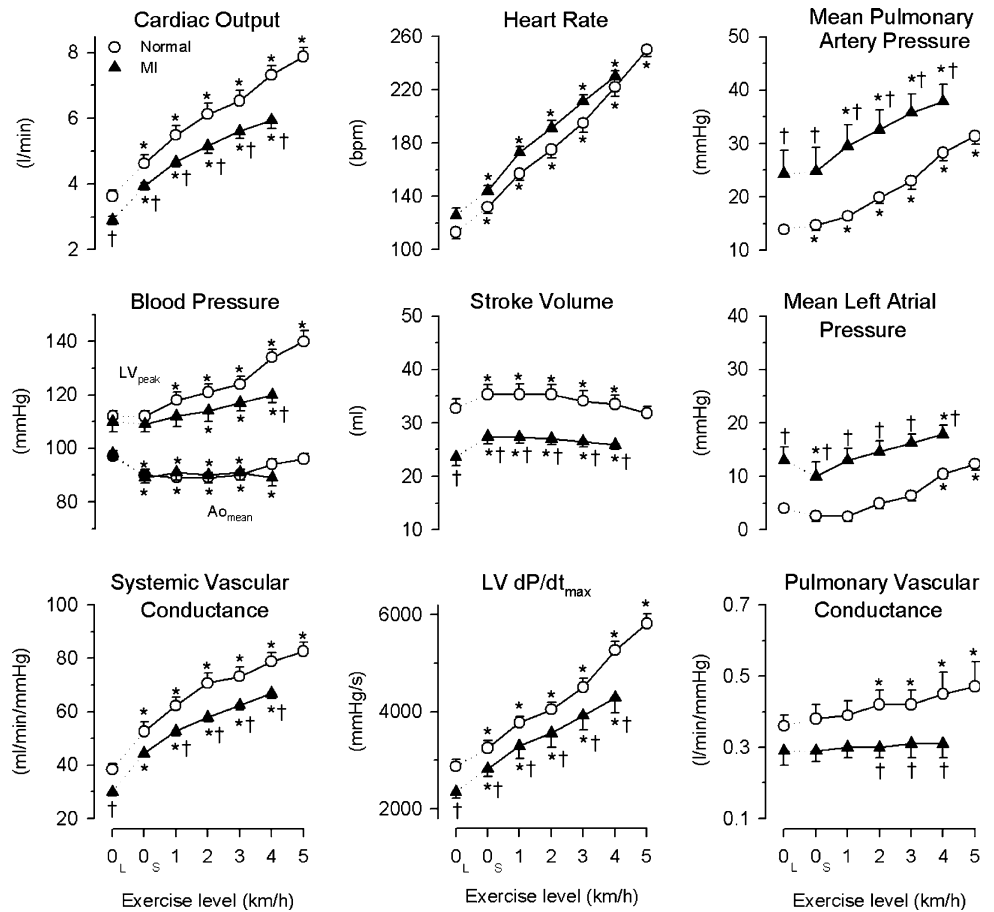 Cardiac Output
8
6
4
2
(l/min)
Normal
MI
Heart Rate
260
220
180
140
100
(bpm)
Mean Pulmonary
Artery Pressure
50
40
30
20
10
(mmHg)
Blood Pressure
140
120
100
80
(mmHg)
LVpeak
Aomean
Stroke Volume
50
40
30
20
10
(ml)
Mean Left Atrial
Pressure
40
30
20
10
0
(mmHg)
Systemic Vascular
Conductance
100
80
60
40
20
(ml/min/mmHg)
0L 0S 1 2 3 4 5
Exercise level (km/h)
LV dP/dtmax
6000
4000
2000
(mmHg/s)
0L 0S 1 2 3 4 5
Exercise level (km/h)
Pulmonary Vascular
Conductance
0.7
0.5
0.3
0.1
(l/min/mmHg)
0L 0S 1 2 3 4 5
Exercise level (km/h)